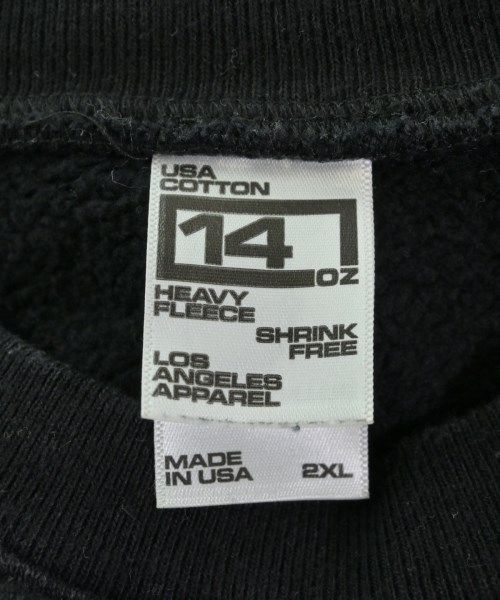 USA
COTTON
14
OZ
HEAVY
FLEECE
SHRINK
FREE
LOS
ANGELES
APPAREL
MADE
IN USA
2XL